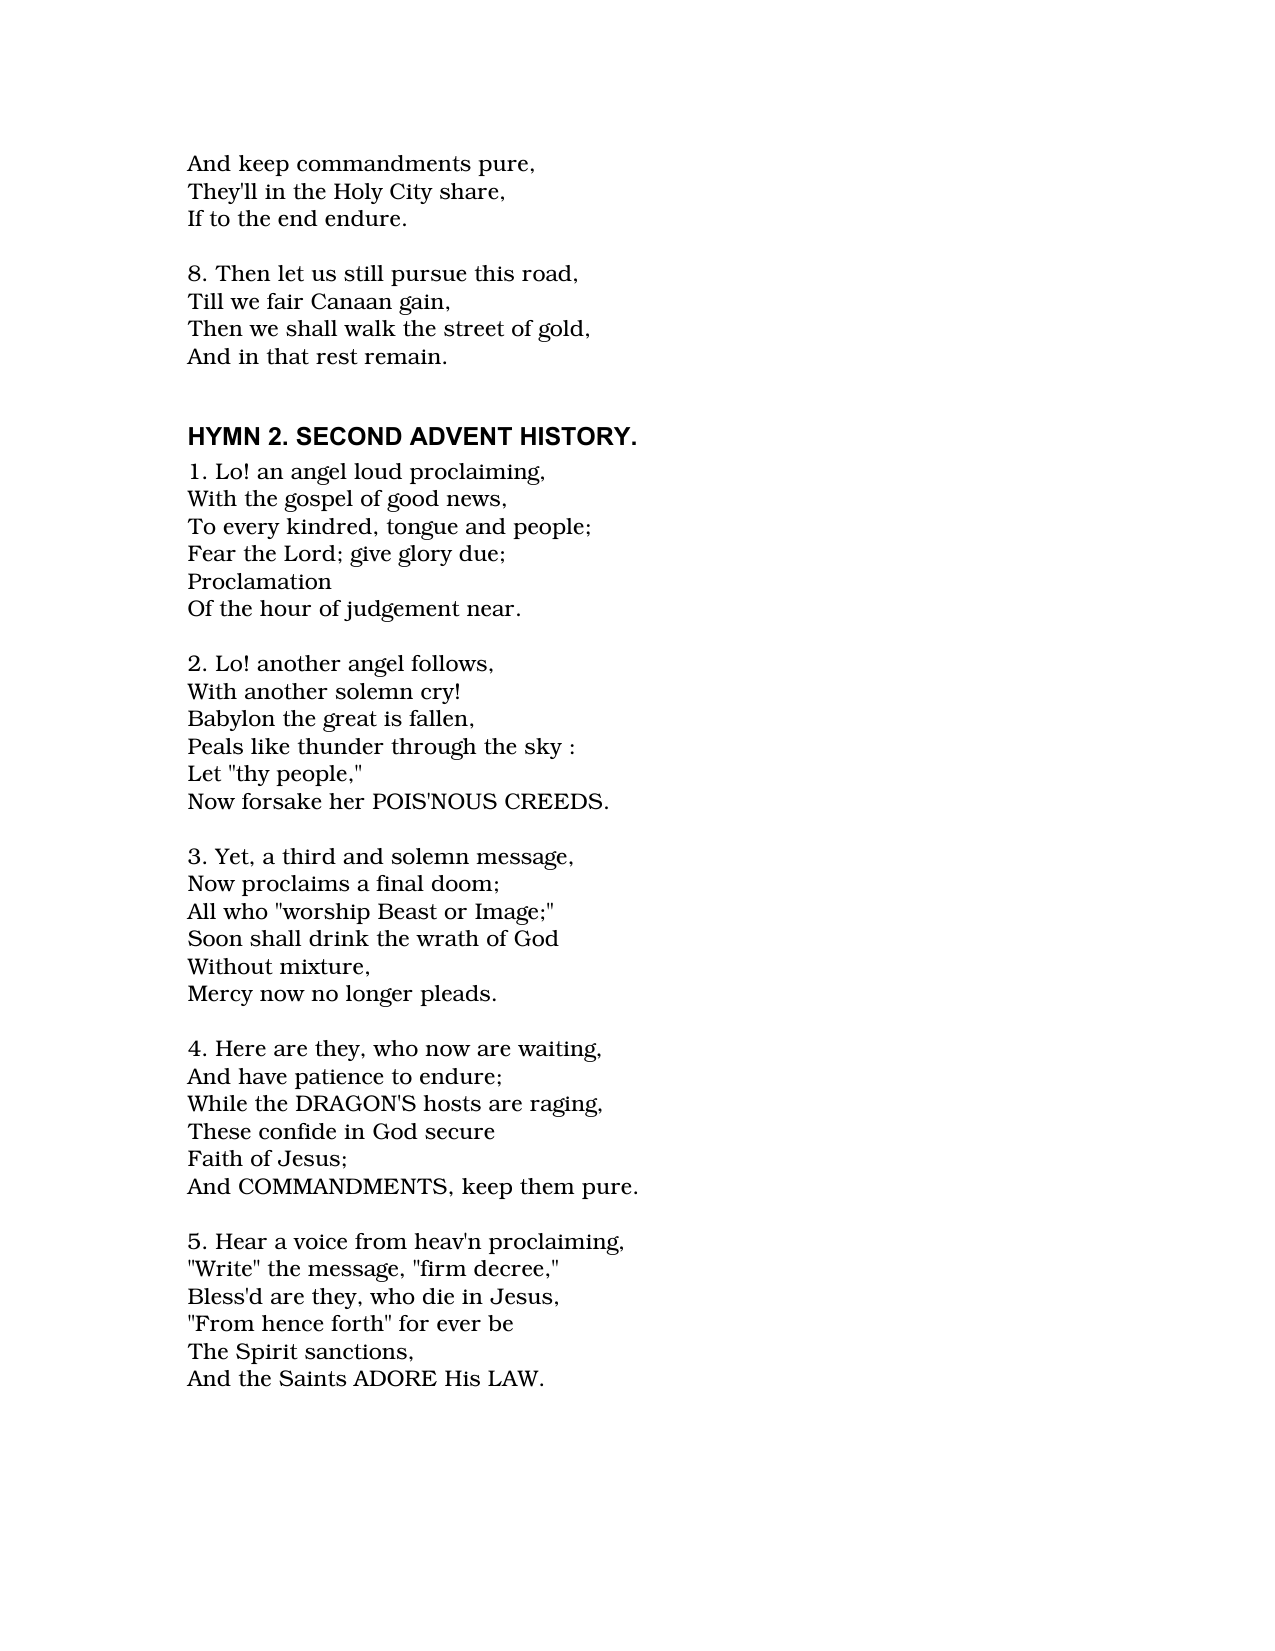 And keep commandments pure,
They'll in the Holy City share,
If to the end endure.
8. Then let us still pursue this road,
Till we fair Canaan gain,
Then we shall walk the street of gold,
And in that rest remain.
HYMN 2. SECOND ADVENT HISTORY.
1. Lo! an angel loud proclaiming,
With the gospel of good news,
To every kindred, tongue and people;
Fear the Lord; give glory due;
Proclamation
Of the hour of judgement near.
2. Lo! another angel follows,
With another solemn cry!
Babylon the great is fallen,
Peals like thunder through the sky :
Let "thy people,"
Now forsake her POIS'NOUS CREEDS.
3. Yet, a third and solemn message,
Now proclaims a final doom;
All who "worship Beast or Image;"
Soon shall drink the wrath of God
Without mixture,
Mercy now no longer pleads.
4. Here are they, who now are waiting,
And have patience to endure;
While the DRAGON'S hosts are raging,
These confide in God secure
Faith of Jesus;
And COMMANDMENTS, keep them pure.
5. Hear a voice from heav'n proclaiming,
"Write" the message, "firm decree,"
Bless'd are they, who die in Jesus,
"From hence forth" for ever be
The Spirit sanctions,
And the Saints ADORE His LAW.